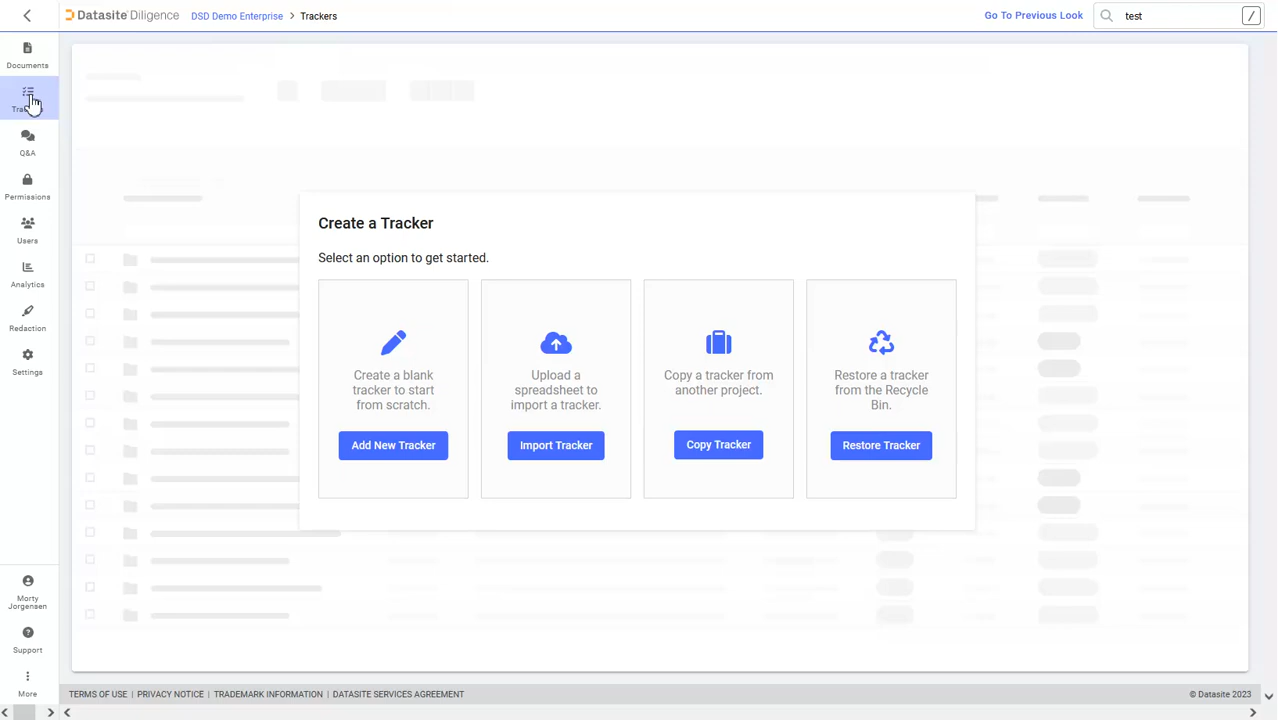 Datasite Diligence DSD Demo Enterprise > Trackers
Go To Previous Look
test
/
Documents
Q&A
Permissions
Users
Analytics
Redaction
Settings
Create a Tracker
Select an option to get started.
Create a blank
tracker to start
from scratch.
Add New Tracker
Upload a
spreadsheet to
import a tracker.
Import Tracker
Copy a tracker from
another project.
Copy Tracker
Restore a tracker
from the Recycle
Bin.
Restore Tracker
Morty
Jorgensen
Support
More
TERMS OF USE | PRIVACY NOTICE | TRADEMARK INFORMATION | DATASITE SERVICES AGREEMENT
© Datasite 2023